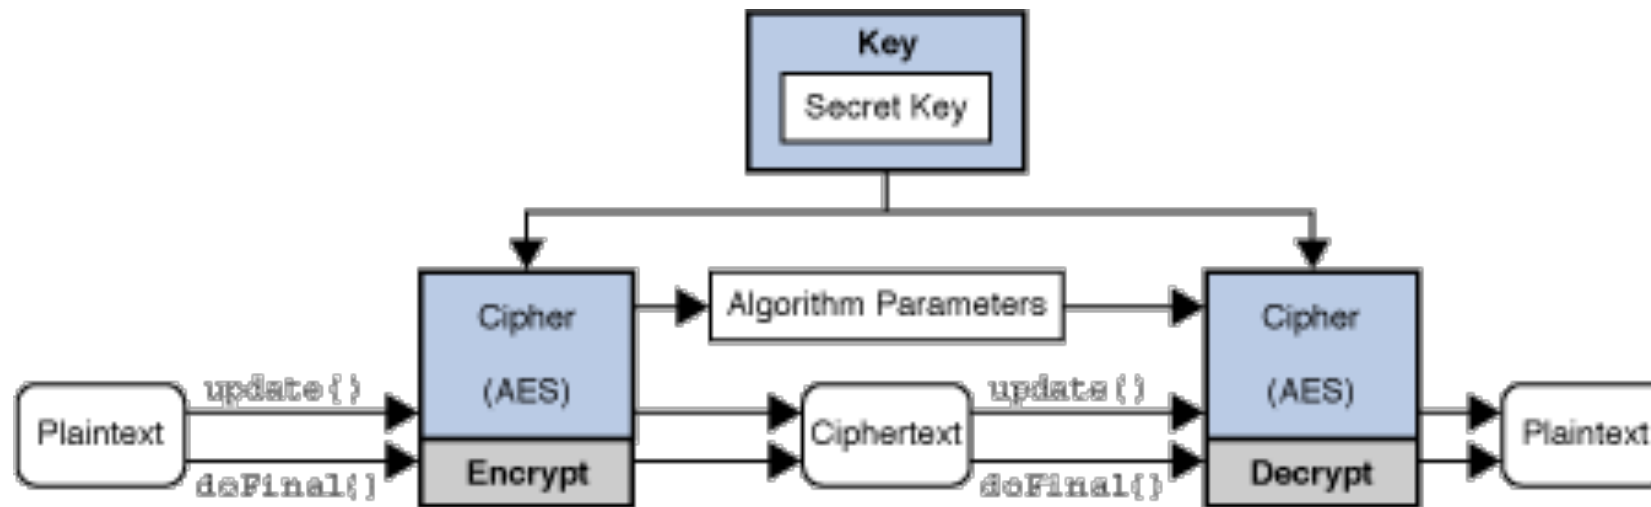 Key
Secret Key
Cipher
Algorithm Parameters
Cipher
(AES)
update()
update()
(AES)
Plaintext
Ciphertext
Plaintext
Encrypt
doFinal()
doFinal()
Decrypt